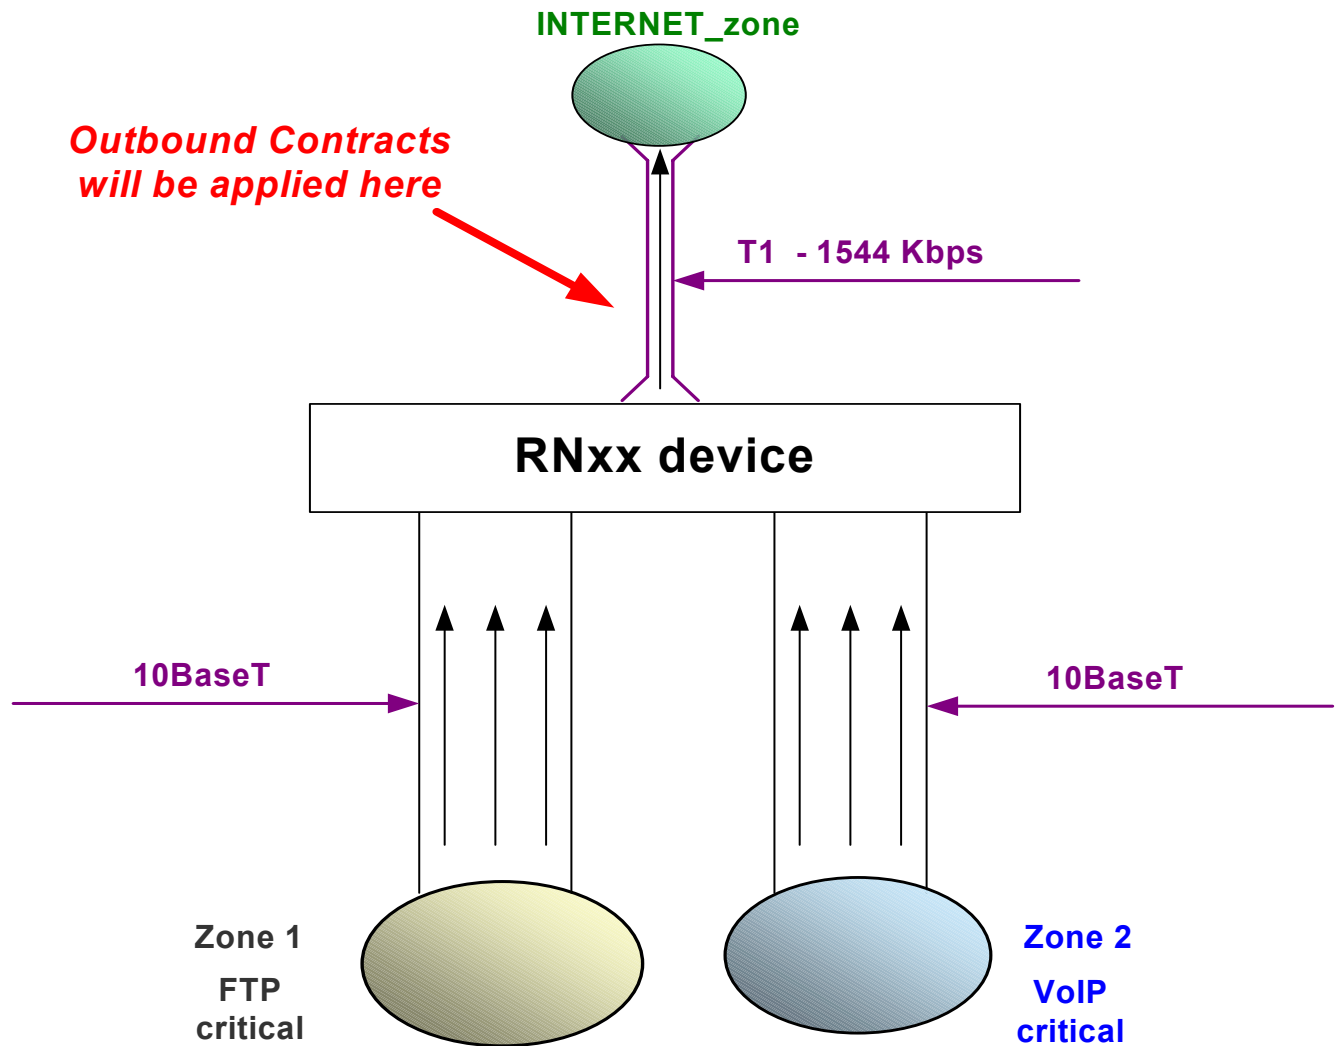 INTERNET_zone
Outbound Contracts
will be applied here
T1 - 1544 Kbps
RNxx device
10BaseT
10BaseT
Zone 1
FTP
critical
Zone 2
VoIP
critical